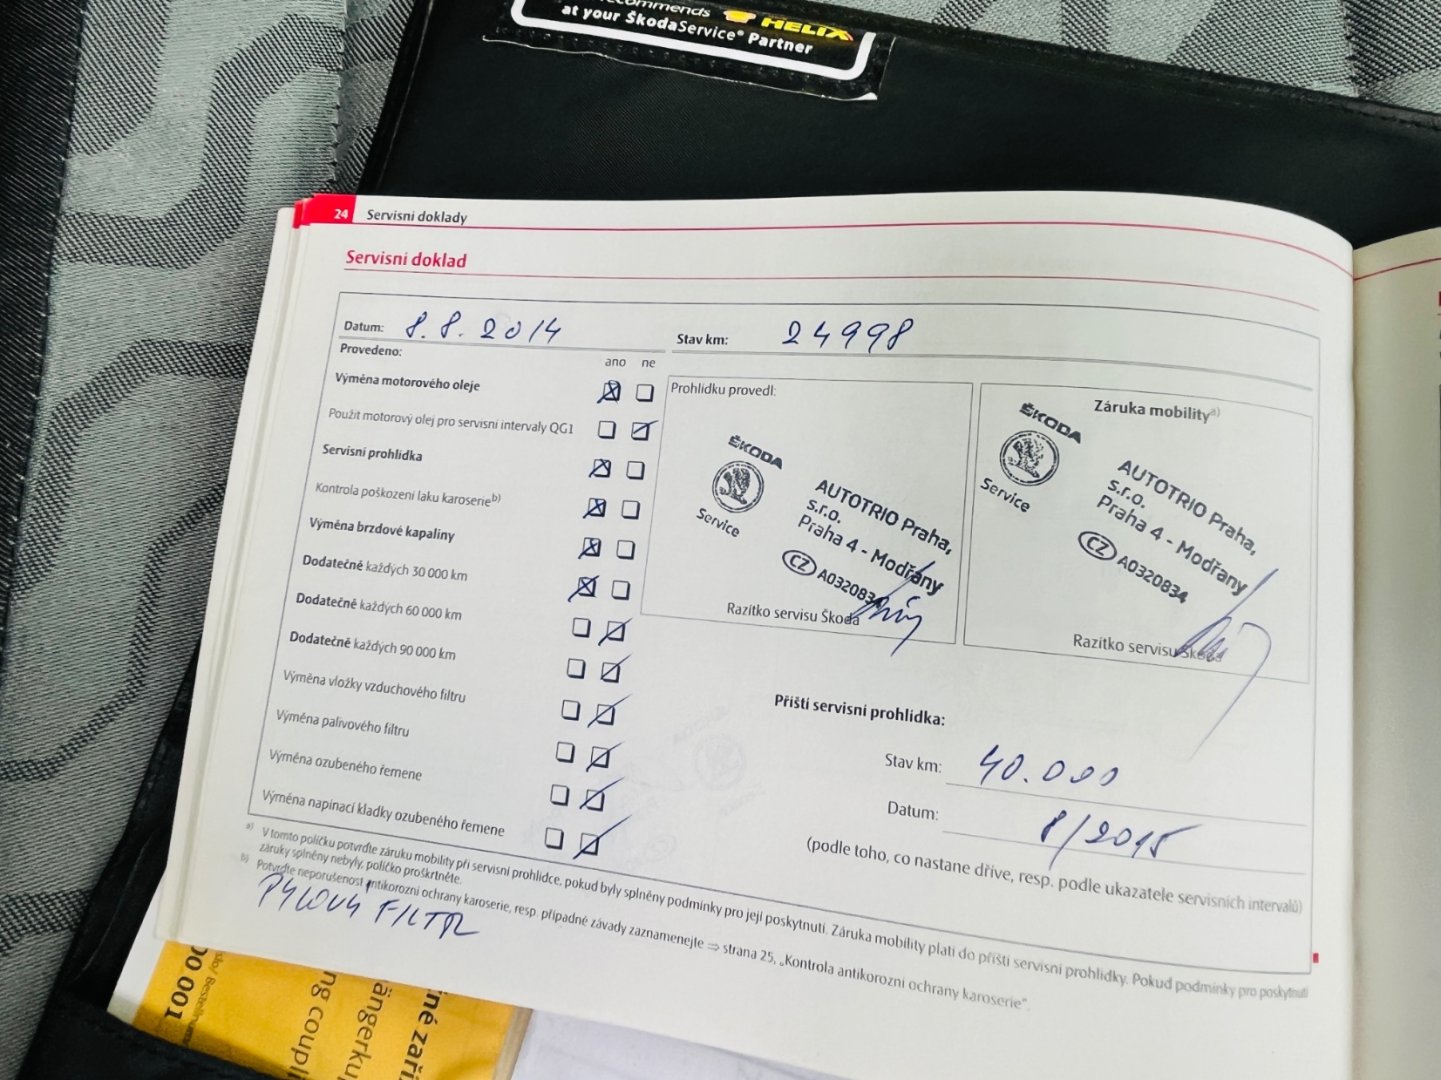 recommends HELIX
at your ŠkodaService® Partner
24 Servisní doklady
Servisní doklad
Datum: 8.8.2014
Stav km: 24998
Provedeno:
ano ne
Výměna motorového oleje
Použit motorový olej pro servisní intervaly QG1
Servisní prohlídka
Kontrola poškození laku karoserie b)
Výměna brzdové kapaliny
Dodatečně každých 30 000 km
Dodatečně každých 60 000 km
Dodatečně každých 90 000 km
Výměna vložky vzduchového filtru
Výměna palivového filtru
Výměna ozubeného řemene
Výměna napínací kladky ozubeného řemene
Prohlídku provedl:
ŠKODA
Service
AUTOTRIO Praha,
s.r.o.
Praha 4 - Modřany
CZ A0320834
Razítko servisu Škoda
Záruka mobility a)
ŠKODA
Service
AUTOTRIO Praha,
s.r.o.
Praha 4 - Modřany
CZ A0320834
Razítko servisu Škoda
Příští servisní prohlídka:
Stav km: 40.000
Datum: 8/2015
(podle toho, co nastane dříve, resp. podle ukazatele servisních intervalů)
a) V tomto políčku potvrďte záruku mobility při servisní prohlídce, pokud byly splněny podmínky pro její poskytnutí. Záruka mobility platí do příští servisní prohlídky. Pokud podmínky pro poskytnutí
záruky splněny nebyly, políčko proškrtněte.
b) Potvrďte neporušenost antikorozní ochrany karoserie, resp. případné závady zaznamenejte ⇒ strana 25, „Kontrola antikorozní ochrany karoserie“.
PYLOVÝ FILTR
00 001
ng coupl
ängerku
né zaří